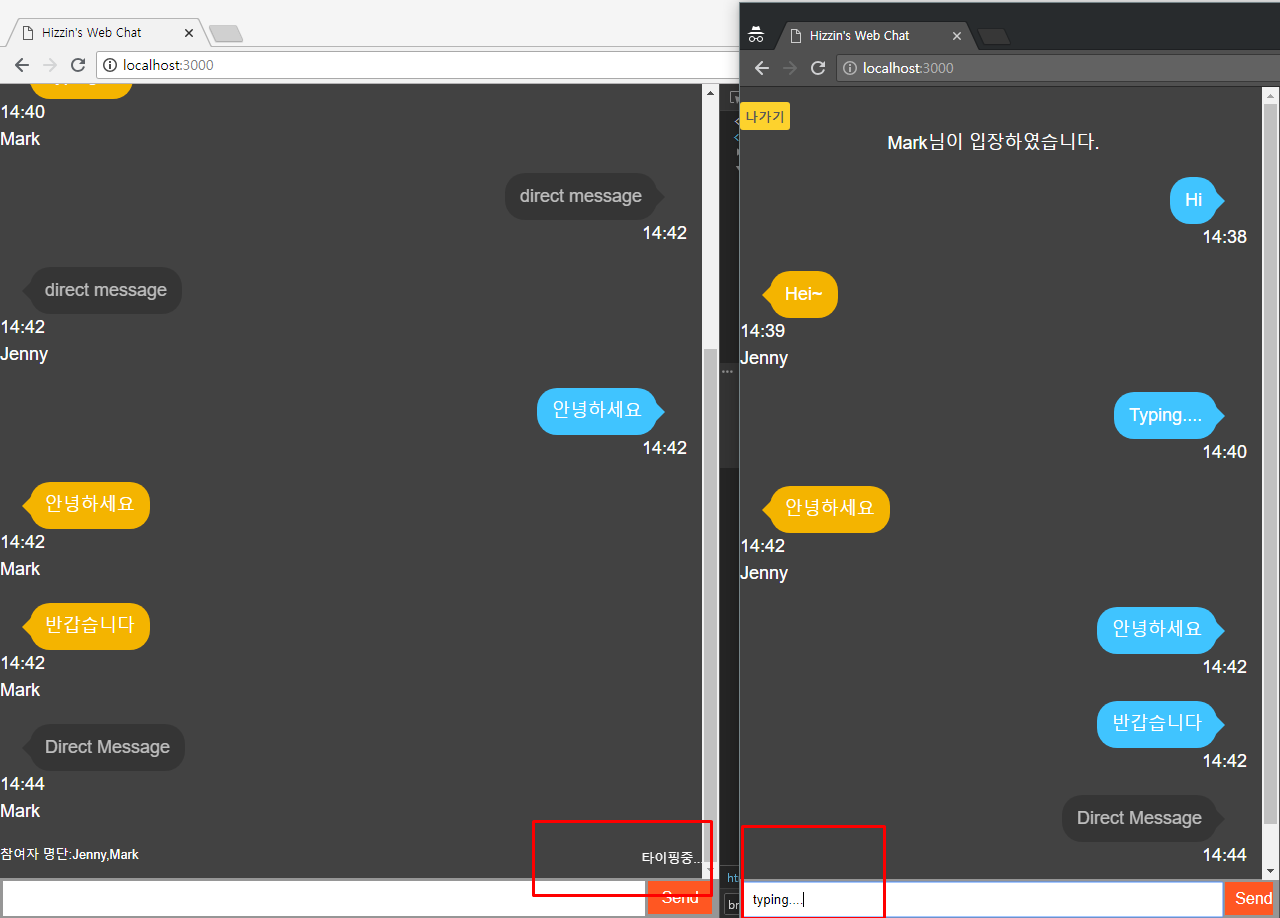 Hizzin's Web Chat
localhost:3000
14:40
Mark
direct message
14:42
direct message
14:42
Jenny
안녕하세요
14:42
안녕하세요
14:42
Mark
반갑습니다
14:42
Mark
Direct Message
14:44
Mark
참여자 명단:Jenny,Mark
타이핑중...
Send
Hizzin's Web Chat
localhost:3000
나가기
Mark님이 입장하였습니다.
Hi
14:38
Hei~
14:39
Jenny
Typing....
14:40
안녕하세요
14:42
Jenny
안녕하세요
14:42
반갑습니다
14:42
Direct Message
14:44
typing....
Send